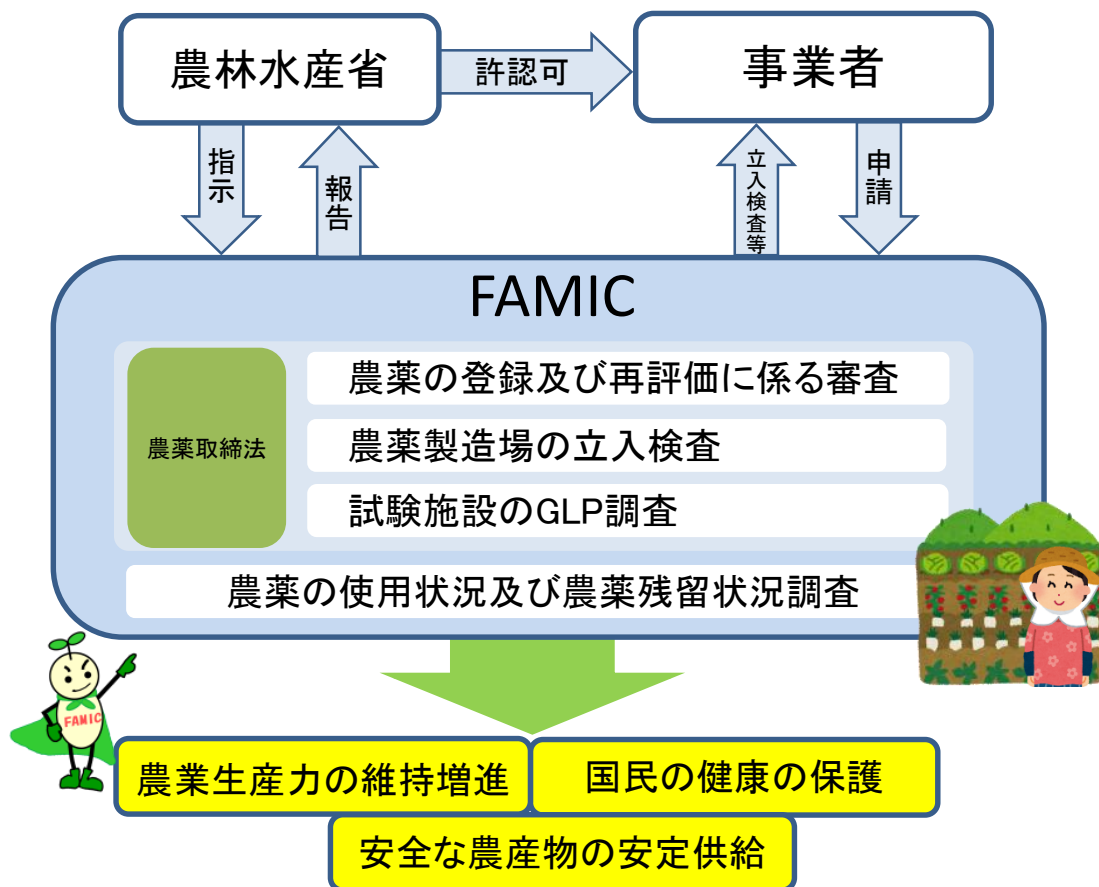 農林水産省
許認可
事業者
指示
報告
立入検査等
申請
FAMIC
農薬取締法
農薬の登録及び再評価に係る審査
農薬製造場の立入検査
試験施設のGLP調査
農薬の使用状況及び農薬残留状況調査
FAMIC
農業生産力の維持増進
国民の健康の保護
安全な農産物の安定供給